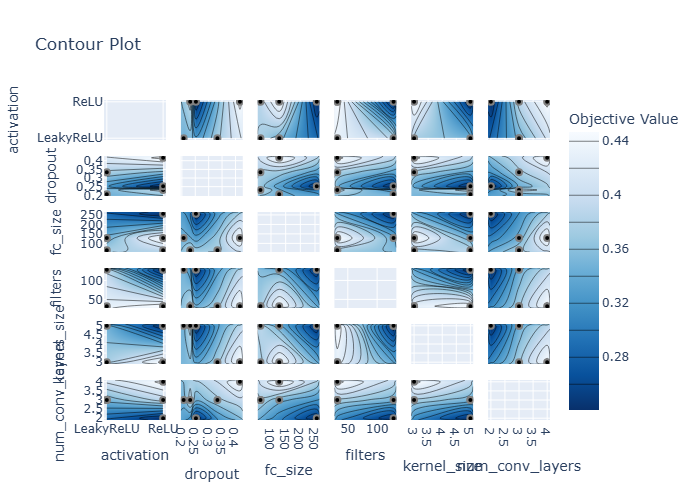 Contour Plot
Objective Value
0.44
0.4
0.36
0.32
0.28
activation
ReLU
LeakyReLU
dropout
0.4
0.35
0.3
0.25
0.2
fc_size
250
200
150
100
filters
100
50
kernel_size
5
4.5
4
3.5
3
num_conv_layers
4
3.5
3
2.5
2
LeakyReLU ReLU
activation
0.2 0.25 0.3 0.35 0.4
dropout
100 150 200 250
fc_size
50 100
filters
3 3.5 4 4.5 5
kernel_size
2 2.5 3 3.5 4
num_conv_layers